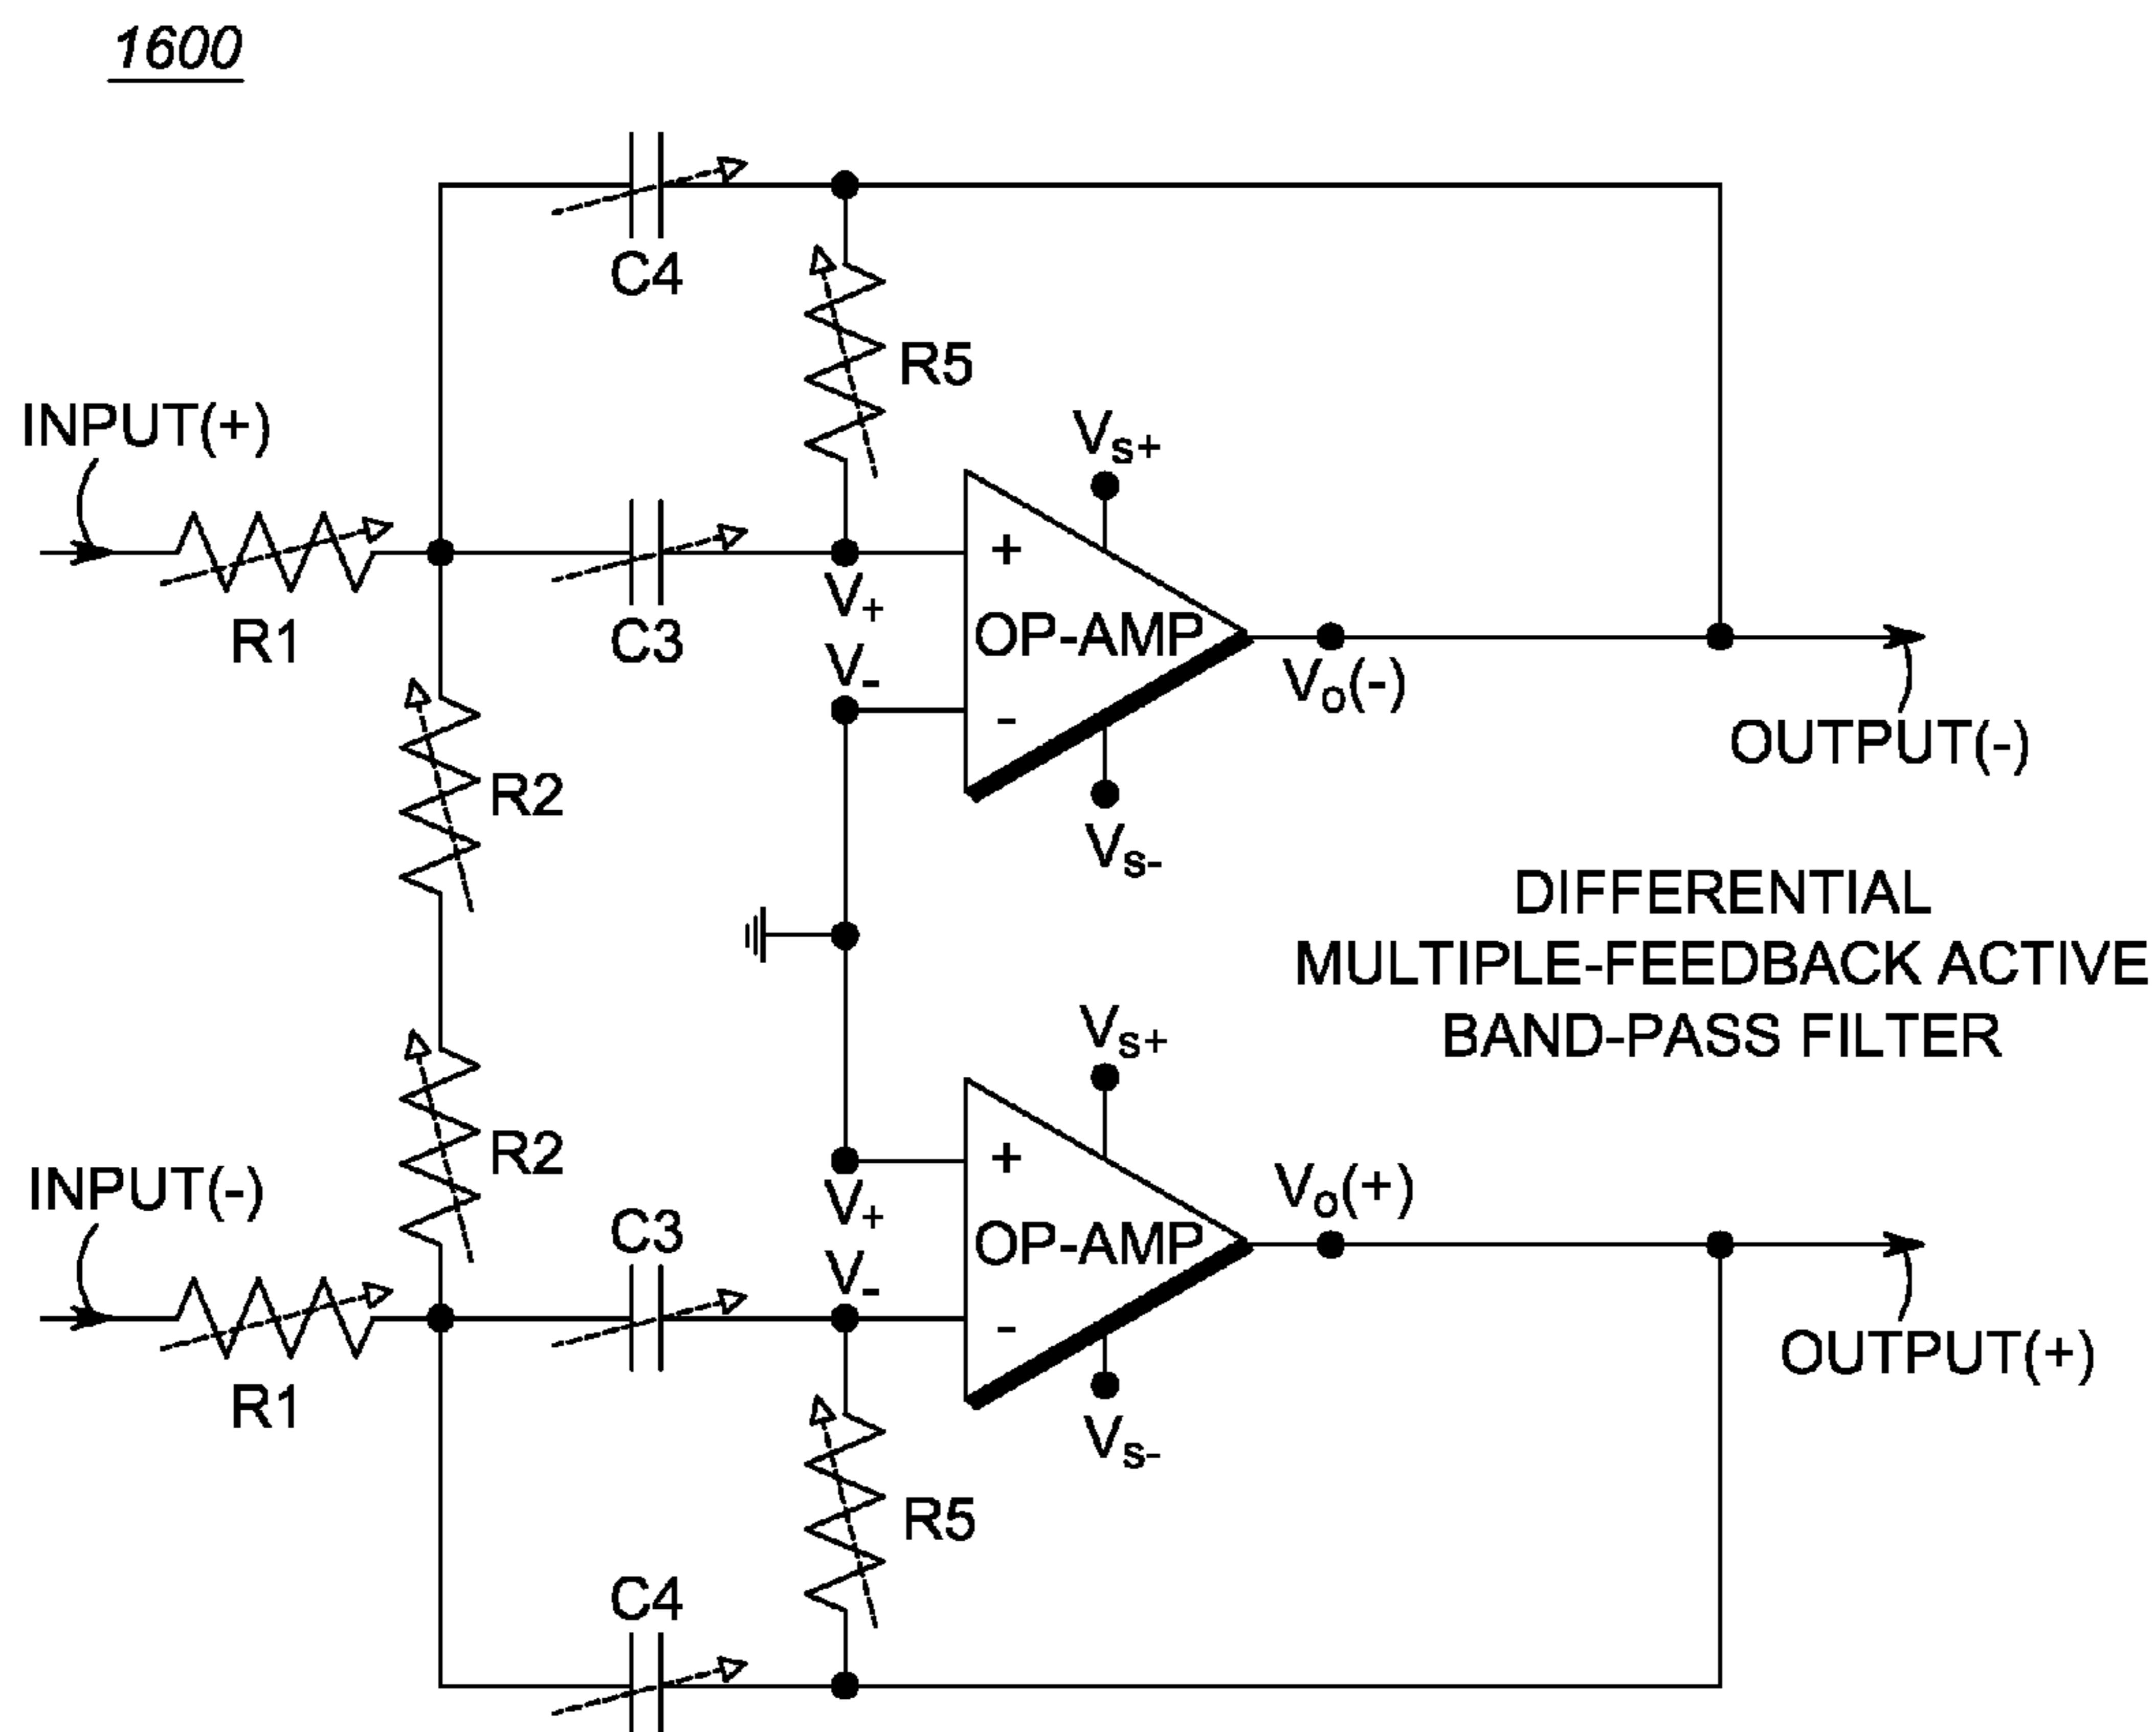 1600
C4
R5
INPUT(+)
Vs+
+
V+
OP-AMP
R1
C3
V-
Vo(-)
-
OUTPUT(-)
R2
Vs-
DIFFERENTIAL
MULTIPLE-FEEDBACK ACTIVE
BAND-PASS FILTER
Vs+
R2
+
INPUT(-)
V+
Vo(+)
C3
OP-AMP
V-
-
OUTPUT(+)
R1
Vs-
R5
C4